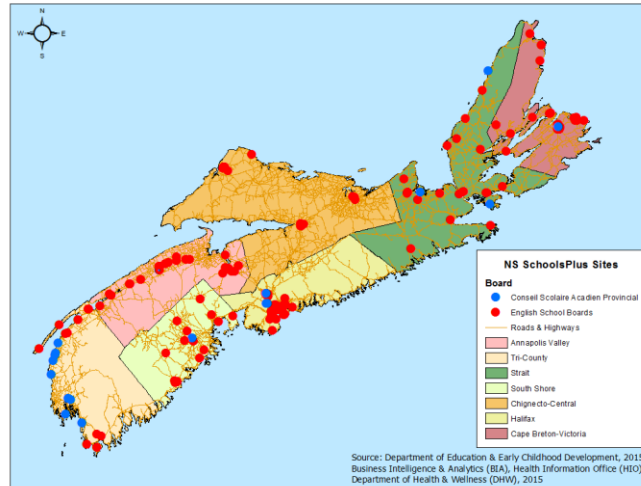 N
W E
S
NS SchoolsPlus Sites
Board
Conseil Scolaire Acadien Provincial
English School Boards
Roads & Highways
Annapolis Valley
Tri-County
Strait
South Shore
Chignecto-Central
Halifax
Cape Breton-Victoria
Source: Department of Education & Early Childhood Development, 2015
Business Intelligence & Analytics (BIA), Health Information Office (HIO)
Department of Health & Wellness (DHW), 2015